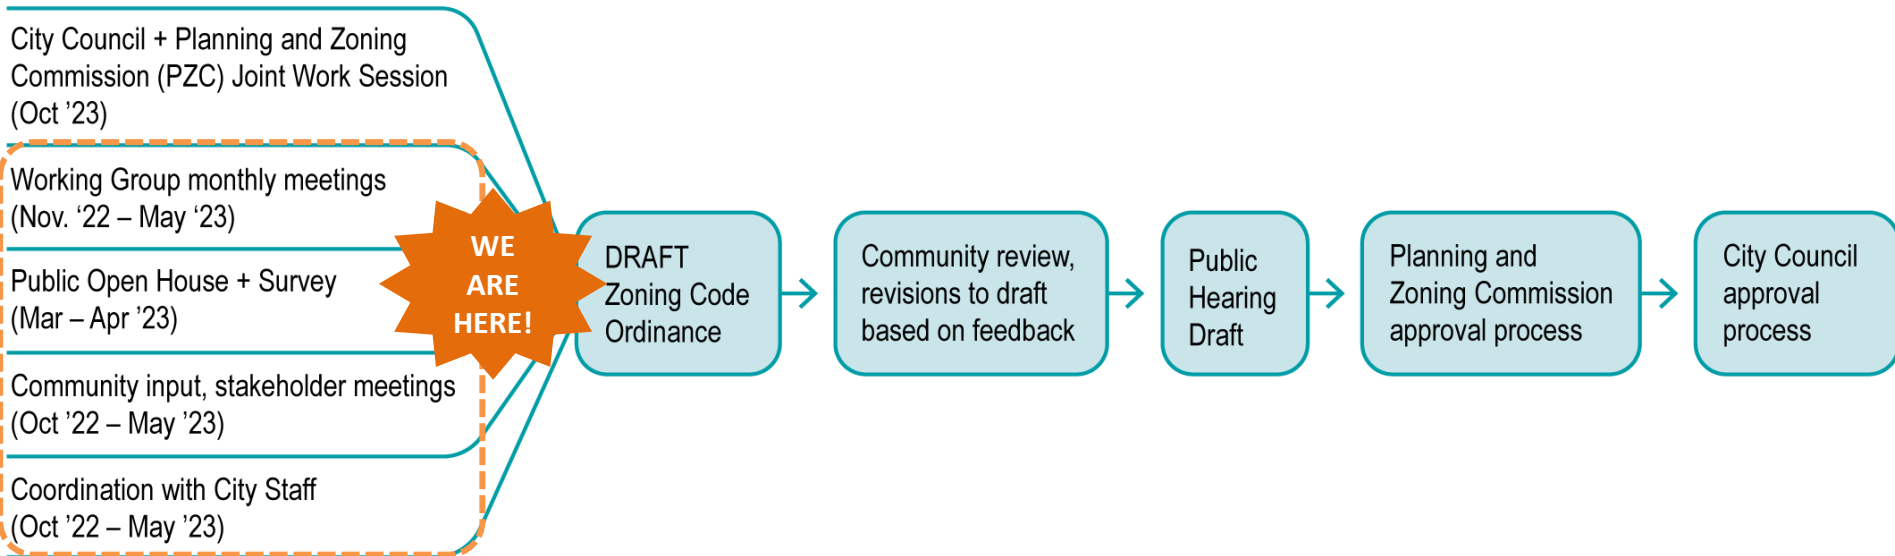 City Council + Planning and Zoning
Commission (PZC) Joint Work Session
(Oct ’23)
Working Group monthly meetings
(Nov. ‘22 – May ‘23)
Public Open House + Survey
(Mar – Apr ’23)
Community input, stakeholder meetings
(Oct ’22 – May ’23)
Coordination with City Staff
(Oct ’22 – May ’23)
WE
ARE
HERE!
DRAFT
Zoning Code
Ordinance
Community review,
revisions to draft
based on feedback
Public
Hearing
Draft
Planning and
Zoning Commission
approval process
City Council
approval
process